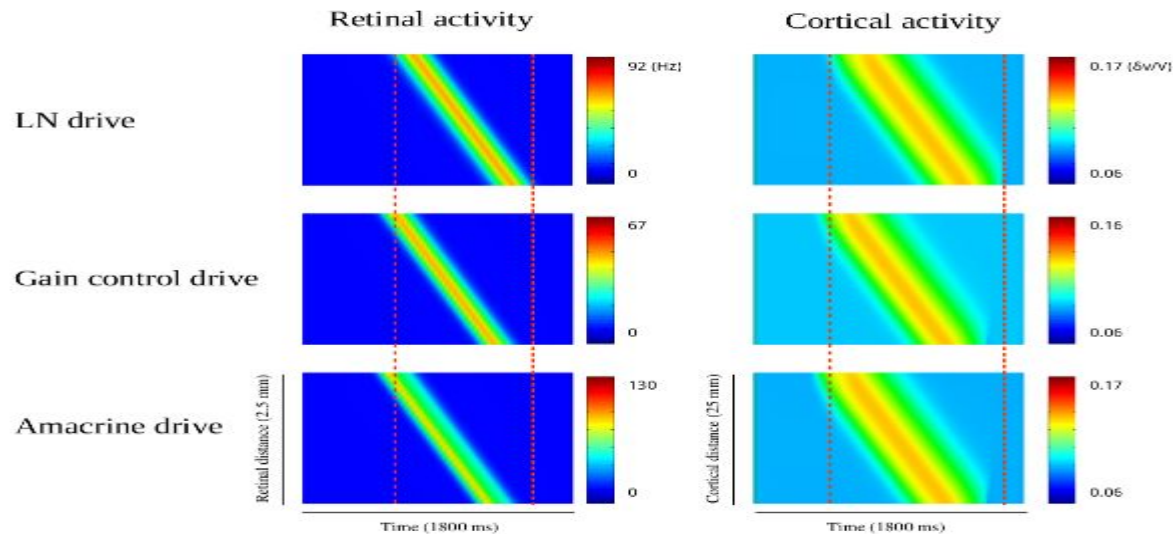 Retinal activity
Cortical activity
LN drive
92 (Hz)
0
0.17 (δv/V)
0.06
Gain control drive
67
0
0.16
0.06
Amacrine drive
Retinal distance (2.5 mm)
130
0
Cortical distance (25 mm)
0.17
0.06
Time (1800 ms)
Time (1800 ms)